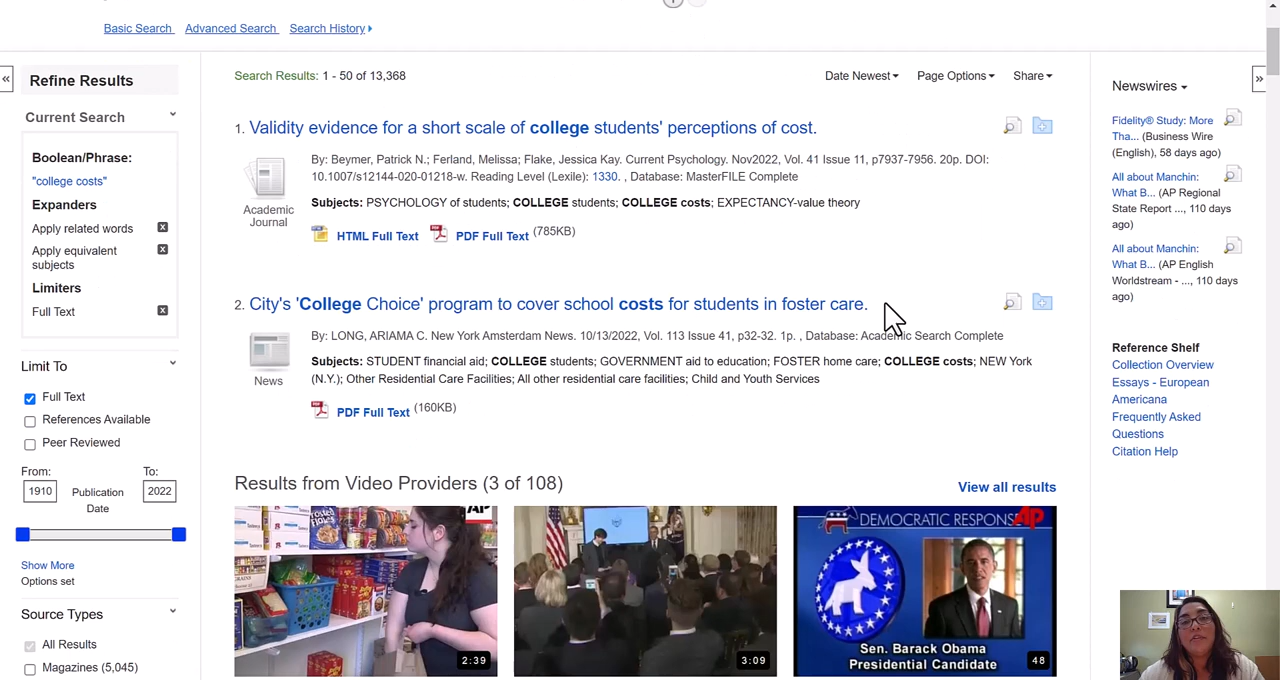 Basic Search Advanced Search Search History
«
Refine Results
Current Search
Boolean/Phrase:
"college costs"
Expanders
Apply related words x
Apply equivalent x
subjects
Limiters
Full Text x
Limit To
Full Text
References Available
Peer Reviewed
From: To:
1910 Publication 2022
Date
Show More
Options set
Source Types
All Results
Magazines (5,045)
Search Results: 1 - 50 of 13,368
Date Newest Page Options Share
1. Validity evidence for a short scale of college students' perceptions of cost.
By: Beymer, Patrick N.; Ferland, Melissa; Flake, Jessica Kay. Current Psychology. Nov2022, Vol. 41 Issue 11, p7937-7956. 20p. DOI:
10.1007/s12144-020-01218-w. Reading Level (Lexile): 1330. , Database: MasterFILE Complete
Academic
Journal
Subjects: PSYCHOLOGY of students; COLLEGE students; COLLEGE costs; EXPECTANCY-value theory
HTML Full Text PDF Full Text (785KB)
2. City's 'College Choice' program to cover school costs for students in foster care.
By: LONG, ARIAMA C. New York Amsterdam News. 10/13/2022, Vol. 113 Issue 41, p32-32. 1p. , Database: Academic Search Complete
News
Subjects: STUDENT financial aid; COLLEGE students; GOVERNMENT aid to education; FOSTER home care; COLLEGE costs; NEW York
(N.Y.); Other Residential Care Facilities; All other residential care facilities; Child and Youth Services
PDF Full Text (160KB)
Results from Video Providers (3 of 108)
View all results
AP
2:39
3:09
DEMOCRATIC RESPONSE
AP
Sen. Barack Obama
Presidential Candidate
48
»
Newswires
Fidelity® Study: More
Tha... (Business Wire
(English), 58 days ago)
All about Manchin:
What B... (AP Regional
State Report ..., 110 days
ago)
All about Manchin:
What B... (AP English
Worldstream - ..., 110 days
ago)
Reference Shelf
Collection Overview
Essays - European
Americana
Frequently Asked
Questions
Citation Help